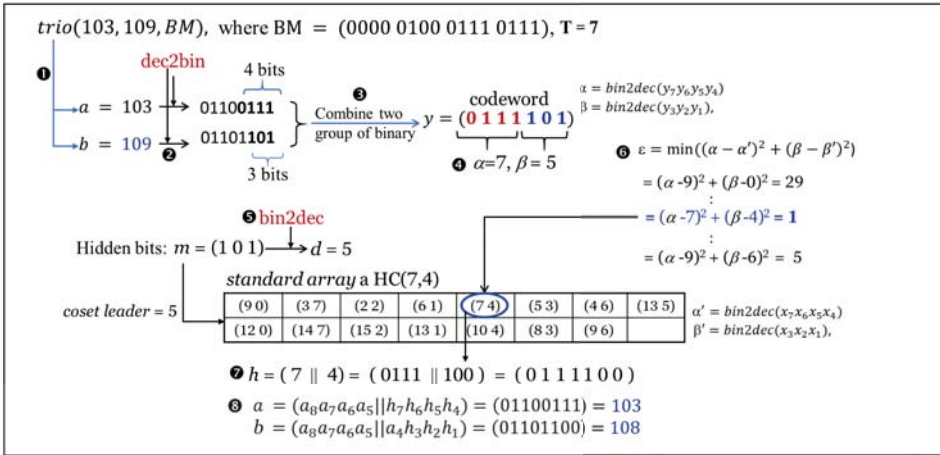 trio(103, 109, BM), where BM = (0000 0100 0111 0111), T = 7
❶ dec2bin
4 bits
a = 103 01100111
b = 109 01101101
❷
3 bits
❸
Combine two
group of binary
codeword
y = (0 1 1 1 1 0 1)
❹ α=7, β= 5
α = bin2dec(y₇y₆y₅y₄)
β = bin2dec(y₃y₂y₁),
❻ ε = min((α − α′)² + (β − β′)²)
= (α -9)² + (β-0)² = 29
:
= (α -7)² + (β-4)² = 1
:
= (α-9)² + (β-6)² = 5
❺ bin2dec
Hidden bits: m = (1 0 1) d = 5
standard array a HC(7,4)
coset leader = 5
(9 0) (3 7) (2 2) (6 1) (7 4) (5 3) (4 6) (13 5)
(12 0) (14 7) (15 2) (13 1) (10 4) (8 3) (9 6)
α′ = bin2dec(x₇x₆x₅x₄)
β′ = bin2dec(x₃x₂x₁),
❼ h = ( 7 ∥ 4) = ( 0111 ∥ 100 ) = ( 0 1 1 1 1 0 0 )
❽ a = (a₈a₇a₆a₅||h₇h₆h₅h₄) = (01100111) = 103
b = (a₈a₇a₆a₅||a₄h₃h₂h₁) = (01101100) = 108